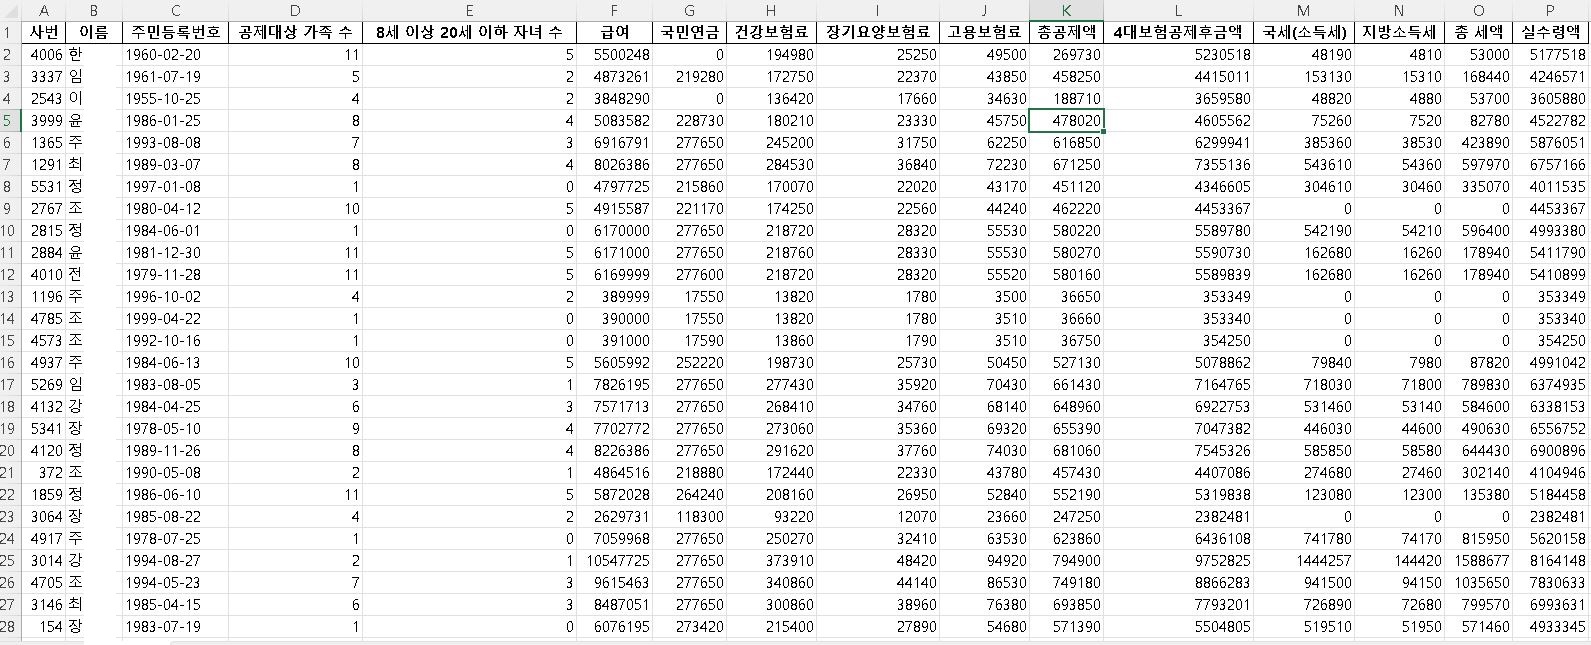 A B C D E F G H I J K L M N O P
1 사번 이름 주민등록번호 공제대상 가족 수 8세 이상 20세 이하 자녀 수 급여 국민연금 건강보험료 장기요양보험료 고용보험료 총공제액 4대보험공제후금액 국세(소득세) 지방소득세 총 세액 실수령액
2 4006 한 1960-02-20 11 5 5500248 0 194980 25250 49500 269730 5230518 48190 4810 53000 5177518
3 3337 임 1961-07-19 5 2 4873261 219280 172750 22370 43850 458250 4415011 153130 15310 168440 4246571
4 2543 이 1955-10-25 4 2 3848290 0 136420 17660 34630 188710 3659580 48820 4880 53700 3605880
5 3999 윤 1986-01-25 8 4 5083582 228730 180210 23330 45750 478020 4605562 75260 7520 82780 4522782
6 1365 주 1993-08-08 7 3 6916791 277650 245200 31750 62250 616850 6299941 385360 38530 423890 5876051
7 1291 최 1989-03-07 8 4 8026386 277650 284530 36840 72230 671250 7355136 543610 54360 597970 6757166
8 5531 정 1997-01-08 1 0 4797725 215860 170070 22020 43170 451120 4346605 304610 30460 335070 4011535
9 2767 조 1980-04-12 10 5 4915587 221170 174250 22560 44240 462220 4453367 0 0 0 4453367
10 2815 정 1984-06-01 1 0 6170000 277650 218720 28320 55530 580220 5589780 542190 54210 596400 4993380
11 2884 윤 1981-12-30 11 5 6171000 277650 218760 28330 55530 580270 5590730 162680 16260 178940 5411790
12 4010 전 1979-11-28 11 5 6169999 277600 218720 28320 55520 580160 5589839 162680 16260 178940 5410899
13 1196 주 1996-10-02 4 2 389999 17550 13820 1780 3500 36650 353349 0 0 0 353349
14 4785 조 1999-04-22 1 0 390000 17550 13820 1780 3510 36660 353340 0 0 0 353340
15 4573 조 1992-10-16 1 0 391000 17590 13860 1790 3510 36750 354250 0 0 0 354250
16 4937 주 1984-06-13 10 5 5605992 252220 198730 25730 50450 527130 5078862 79840 7980 87820 4991042
17 5269 임 1983-08-05 3 1 7826195 277650 277430 35920 70430 661430 7164765 718030 71800 789830 6374935
18 4132 강 1984-04-25 6 3 7571713 277650 268410 34760 68140 648960 6922753 531460 53140 584600 6338153
19 5341 장 1978-05-10 9 4 7702772 277650 273060 35360 69320 655390 7047382 446030 44600 490630 6556752
20 4120 정 1989-11-26 8 4 8226386 277650 291620 37760 74030 681060 7545326 585850 58580 644430 6900896
21 372 조 1990-05-08 2 1 4864516 218880 172440 22330 43780 457430 4407086 274680 27460 302140 4104946
22 1859 정 1986-06-10 11 5 5872028 264240 208160 26950 52840 552190 5319838 123080 12300 135380 5184458
23 3064 장 1985-08-22 4 2 2629731 118300 93220 12070 23660 247250 2382481 0 0 0 2382481
24 4917 주 1978-07-25 1 0 7059968 277650 250270 32410 63530 623860 6436108 741780 74170 815950 5620158
25 3014 강 1994-08-27 2 1 10547725 277650 373910 48420 94920 794900 9752825 1444257 144420 1588677 8164148
26 4705 조 1994-05-23 7 3 9615463 277650 340860 44140 86530 749180 8866283 941500 94150 1035650 7830633
27 3146 최 1985-04-15 6 3 8487051 277650 300860 38960 76380 693850 7793201 726890 72680 799570 6993631
28 154 장 1983-07-19 1 0 6076195 273420 215400 27890 54680 571390 5504805 519510 51950 571460 4933345